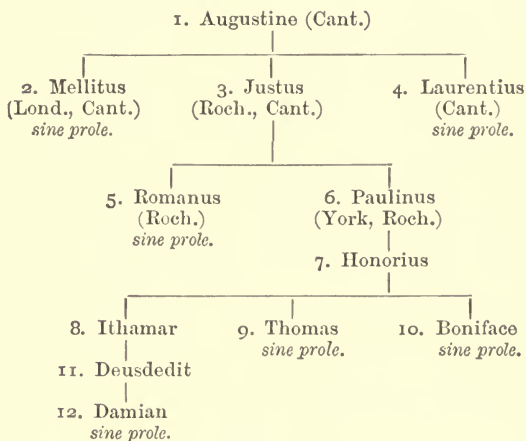 1. Augustine (Cant.)
2. Mellitus 3. Justus 4. Laurentius
(Lond., Cant.) (Roch., Cant.) (Cant.)
sine prole. sine prole.
5. Romanus 6. Paulinus
(Roch.) (York, Roch.)
sine prole.
7. Honorius
8. Ithamar 9. Thomas 10. Boniface
sine prole. sine prole.
11. Deusdedit
12. Damian
sine prole.